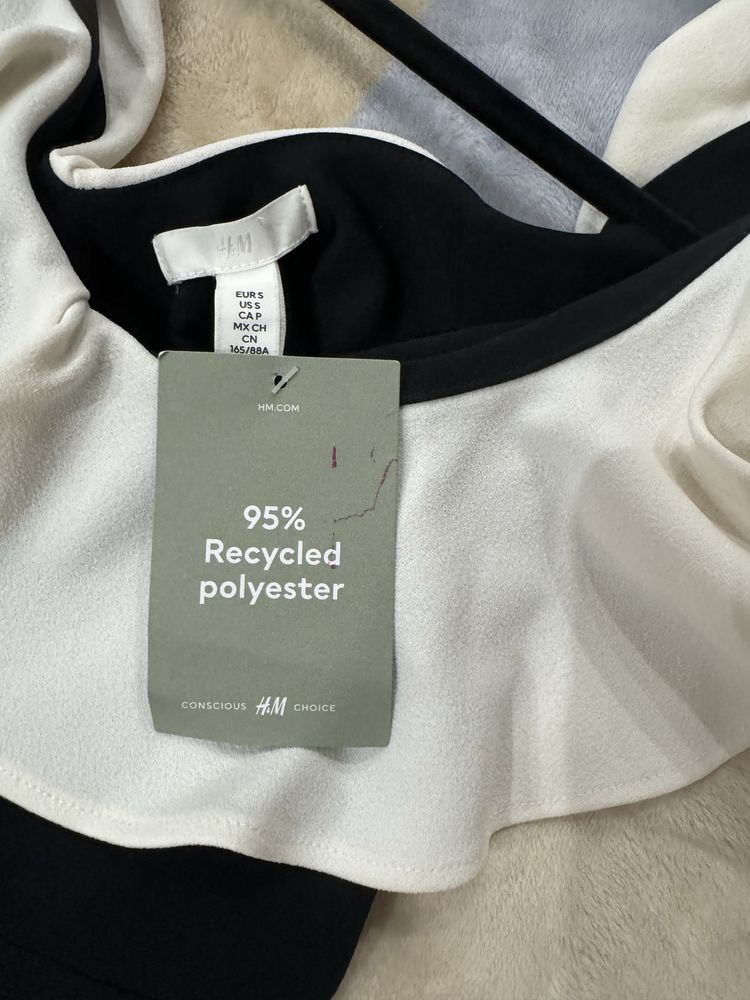 H&M
EUR S
US S
CA P
MX CH
CN
165/88A
HM.COM
95%
Recycled
polyester
CONSCIOUS H&M CHOICE